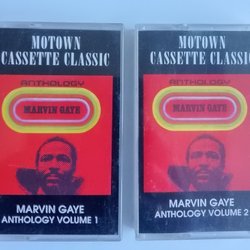 MOTOWN
CASSETTE CLASSIC
ANTHOLOGY
MARVIN GAYE
MARVIN GAYE
ANTHOLOGY VOLUME 1
MOTOWN
CASSETTE CLASSIC
ANTHOLOGY
MARVIN GAYE
MARVIN GAYE
ANTHOLOGY VOLUME 2